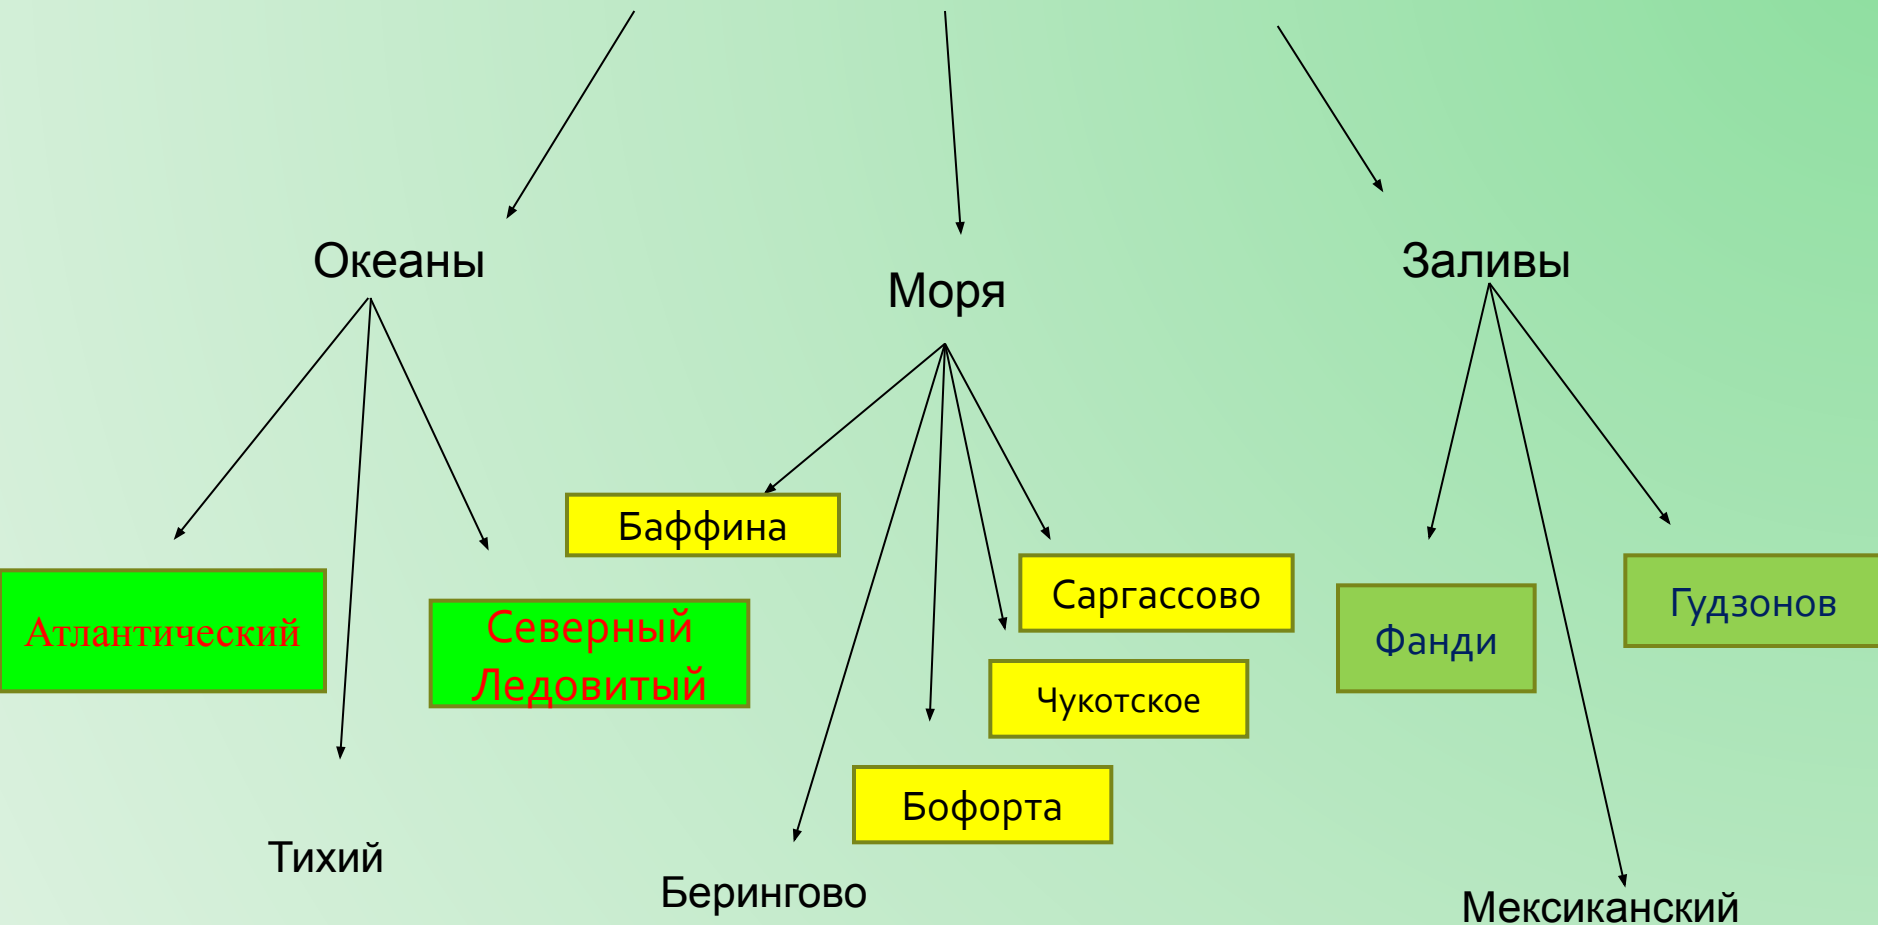 Океаны
Моря
Заливы
Баффина
Саргассово
Гудзонов
Атлантический
Северный
Ледовитый
Фанди
Чукотское
Бофорта
Тихий
Берингово
Мексиканский